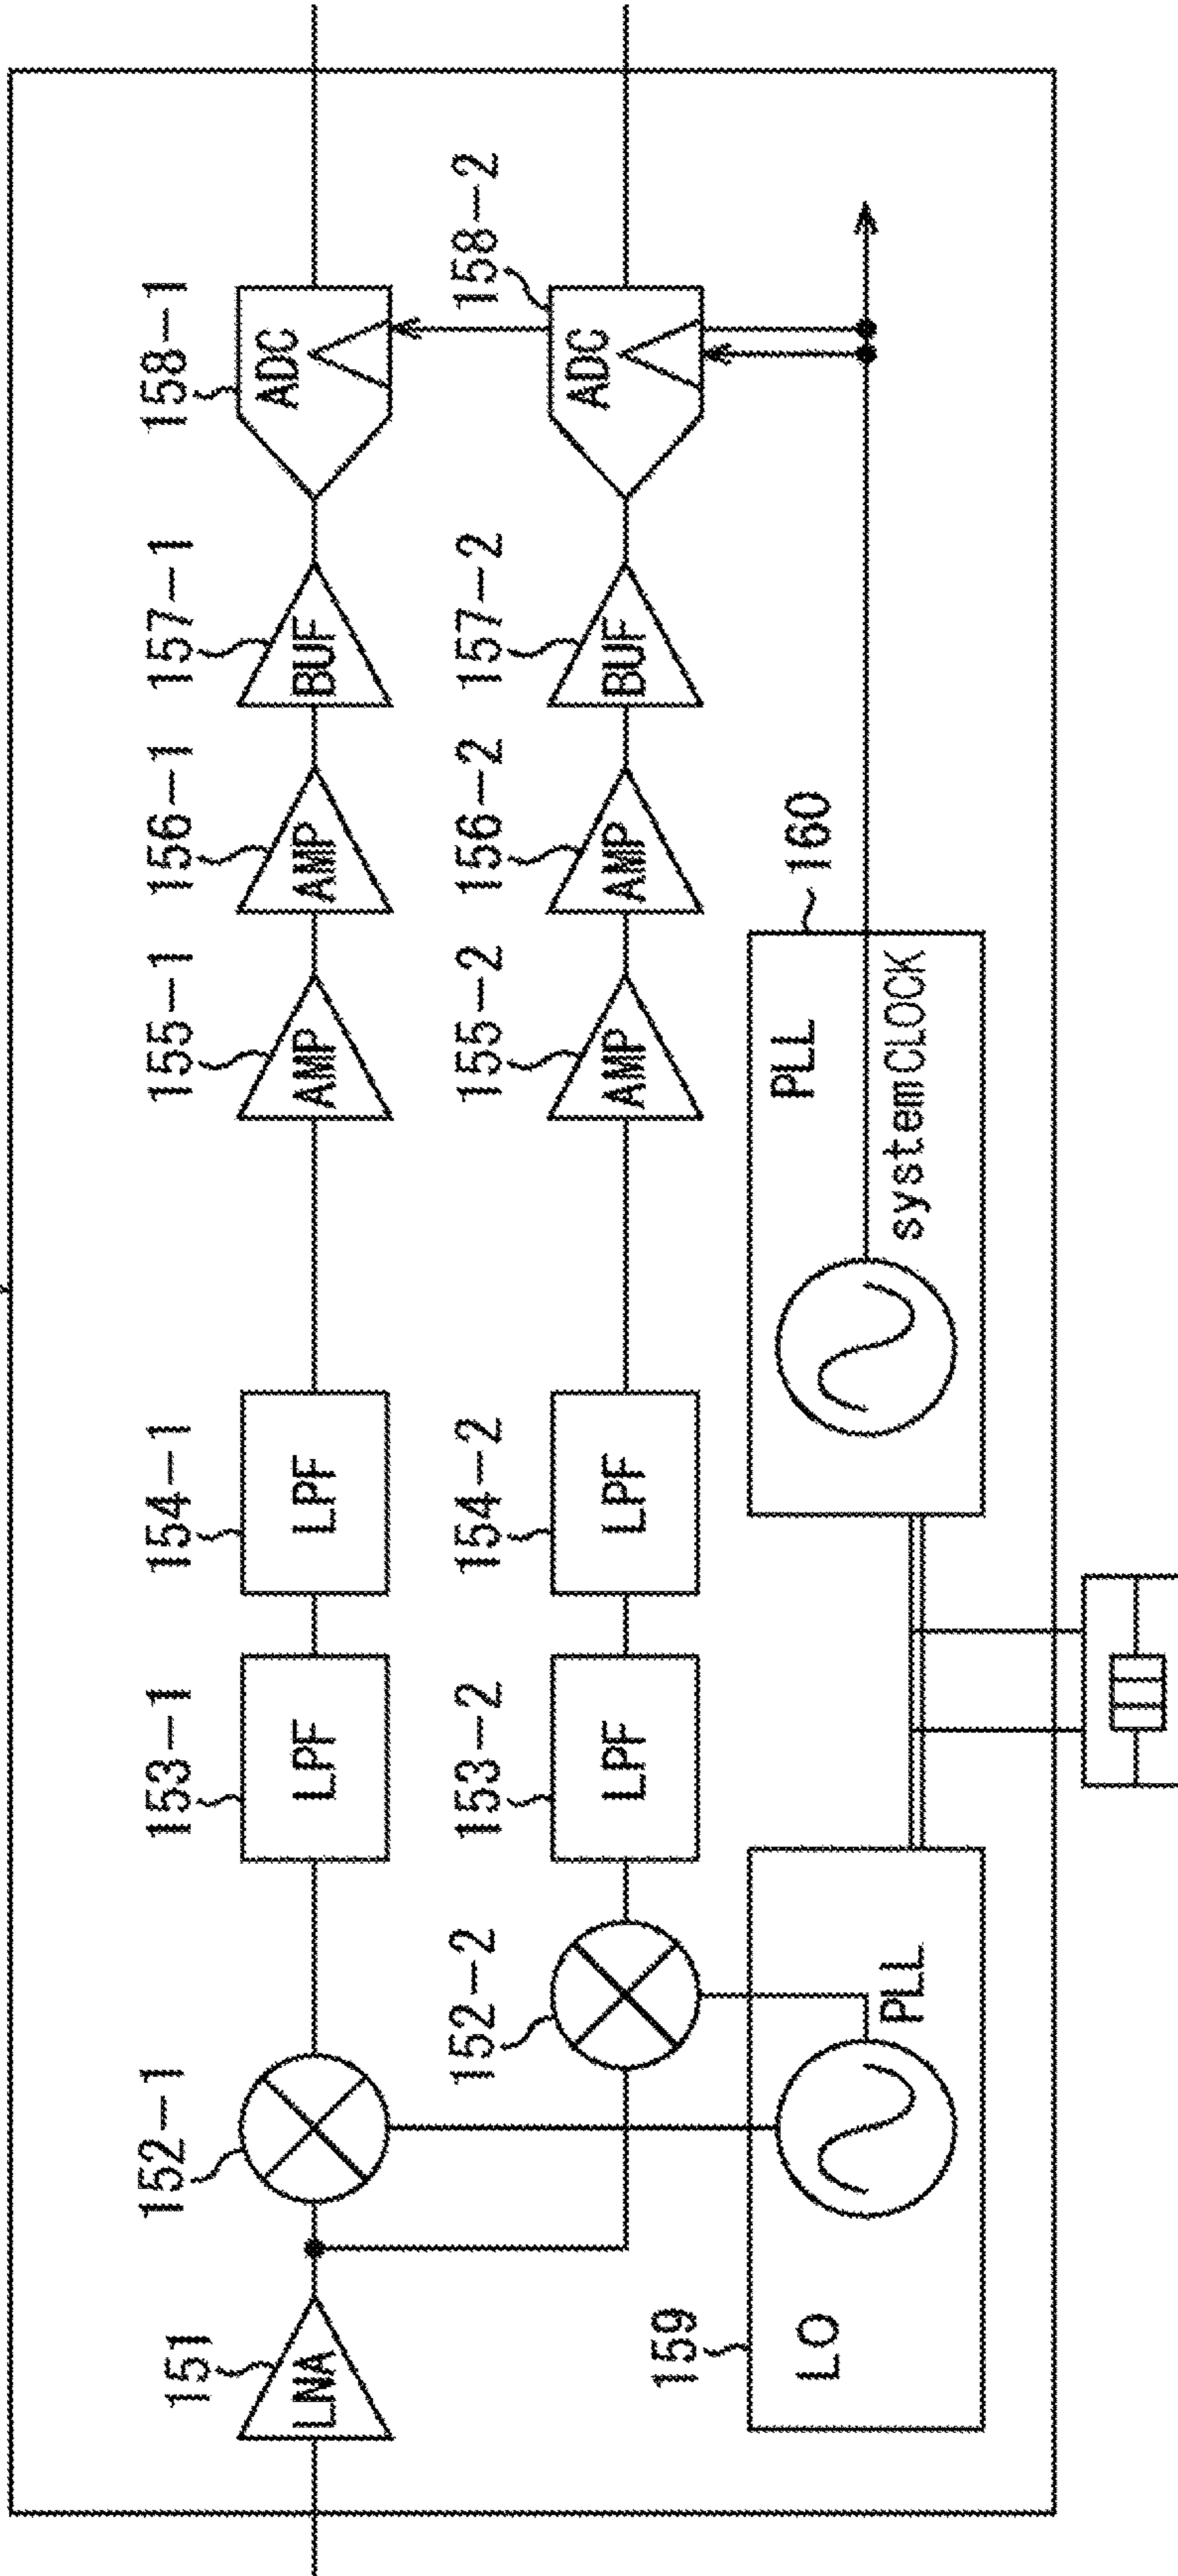 151
LNA
152-1
153-1
LPF
154-1
LPF
155-1
AMP
156-1
AMP
157-1
BUF
158-1
ADC
152-2
153-2
LPF
154-2
LPF
155-2
AMP
156-2
AMP
157-2
BUF
158-2
ADC
159
LO
PLL
160
PLL
systemCLOCK